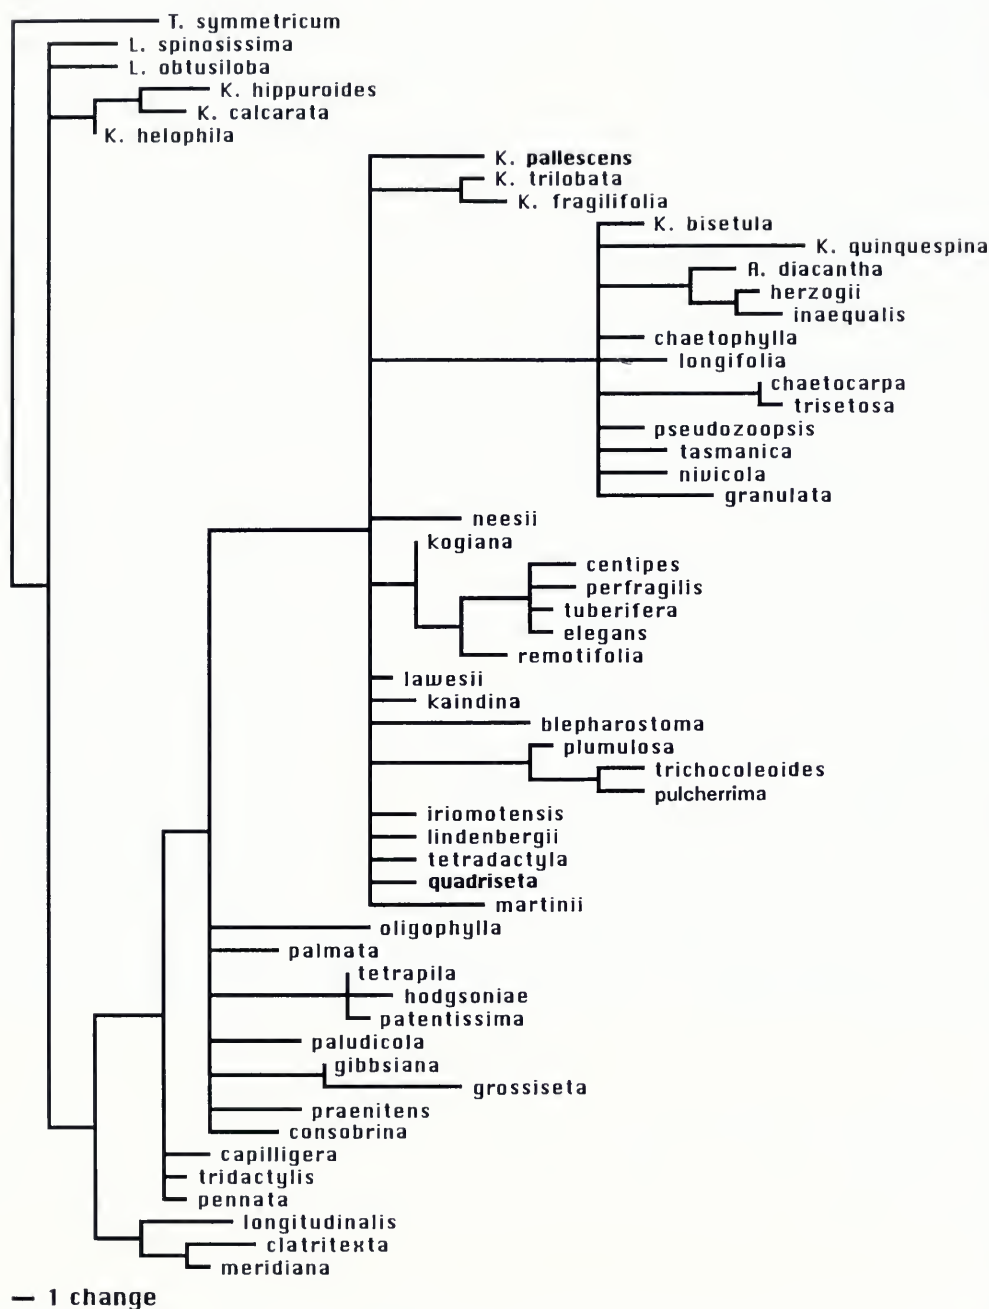 T. symmetricum
L. spinosissima
L. obtusiloba
K. hippuroides
K. calcarata
K. helophila
K. pallescens
K. trilobata
K. fragilifolia
K. bisetula
K. quinquespina
A. diacantha
herzogii
inaequalis
chaetophylla
longifolia
chaetocarpa
trisetosa
pseudozoopsis
tasmanica
nivicola
granulata
neesii
kogiana
centipes
perfragilis
tuberifera
elegans
remotifolia
lawesii
kaindina
blepharostoma
plumulosa
trichocoleoides
pulcherrima
iriomotensis
lindenbergii
tetradactyla
quadriseta
martinii
oligophylla
palmata
tetrapila
hodgsoniae
patentissima
paludicola
gibbsiana
grossiseta
praenitens
consobrina
capilligera
tridactylis
pennata
longitudinalis
clatritexta
meridiana
1 change